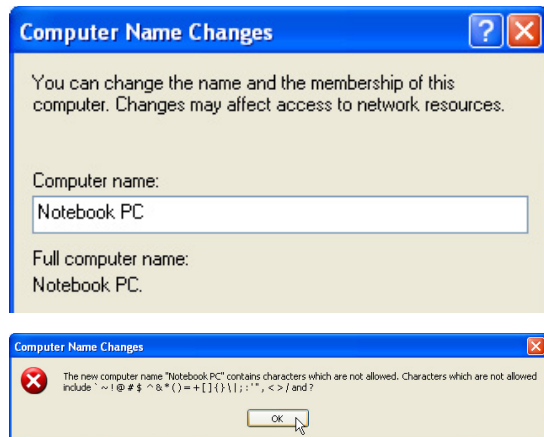 Computer Name Changes
You can change the name and the membership of this
computer. Changes may affect access to network resources.
Computer name:
Notebook PC
Full computer name:
Notebook PC.
Computer Name Changes
The new computer name "Notebook PC" contains characters which are not allowed. Characters which are not allowed
include ` ~ ! @ # $ ^ & * ( ) = + [ ] { } \ | ; : ' " , < > / and ?
OK